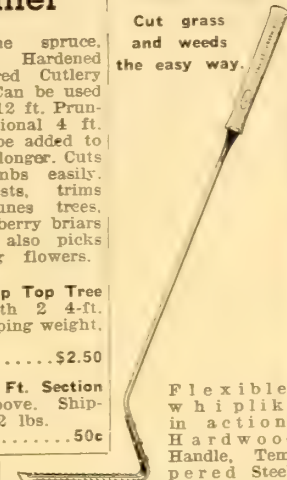 ne spruce.
Hardened
red Cutlery
Can be used
12 ft. Prun-
ional 4 ft.
be added to
longer. Cuts
nbs easily.
sts, trims
unes trees,
berry briars
also picks
g flowers.
p Top Tree
th 2 4-ft.
ping weight,
......$2.50
Ft. Section
ove. Ship-
2 lbs.
........50c
Cut grass
and weeds
the easy way.
Flexible
whiplik
in action
Hardwoo
Handle, Tem
pered Stee